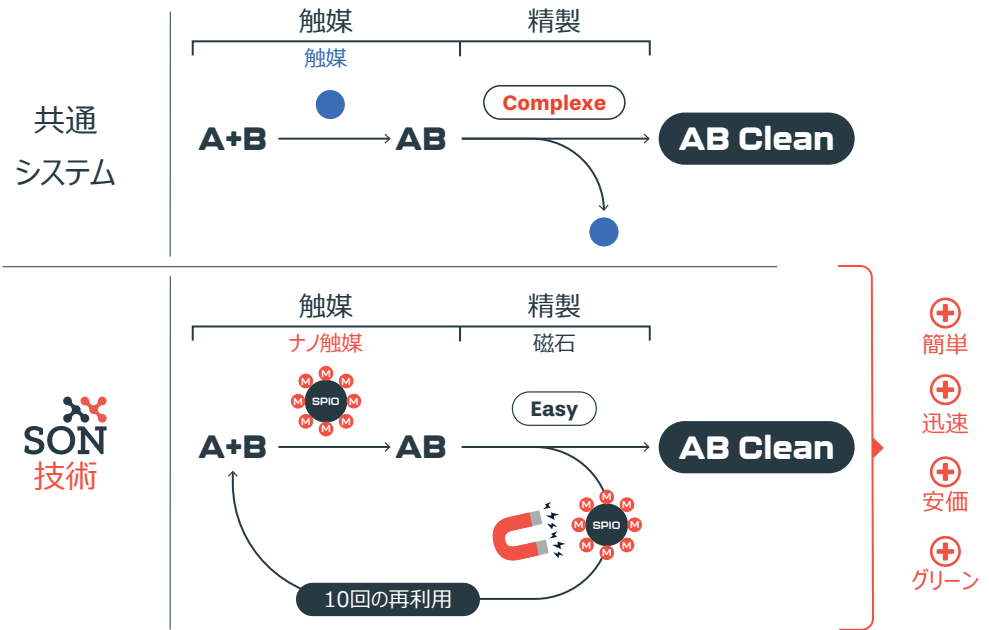 触媒
精製
触媒
共通
システム
Complexe
A+B
AB
AB Clean
触媒
精製
ナノ触媒
磁石
M
M
M
M
M
M
M
M
SPIO
Easy
SON
技術
A+B
AB
AB Clean
M
M
M
M
M
M
M
M
SPIO
10回の再利用
簡単
迅速
安価
グリーン